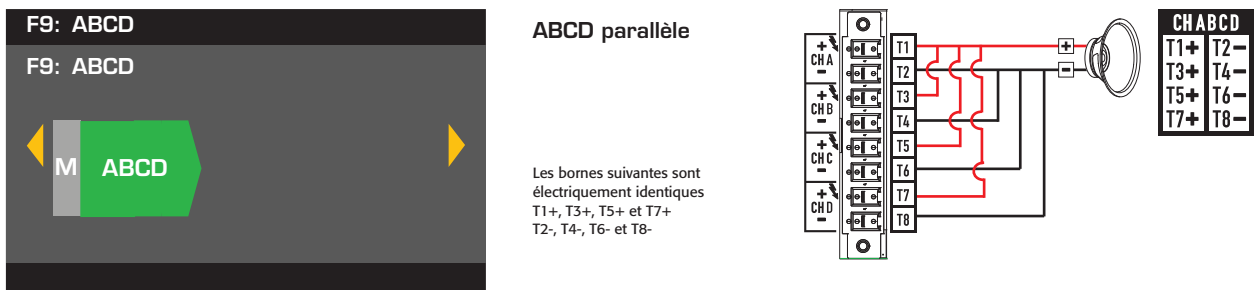 F9: ABCD
F9: ABCD
M ABCD
ABCD parallèle
Les bornes suivantes sont
électriquement identiques
T1+, T3+, T5+ et T7+
T2-, T4-, T6- et T8-
+
CH A
-
+
CH B
-
+
CH C
-
+
CH D
-
T1
T2
T3
T4
T5
T6
T7
T8
+
-
CH ABCD
T1+ T2-
T3+ T4-
T5+ T6-
T7+ T8-